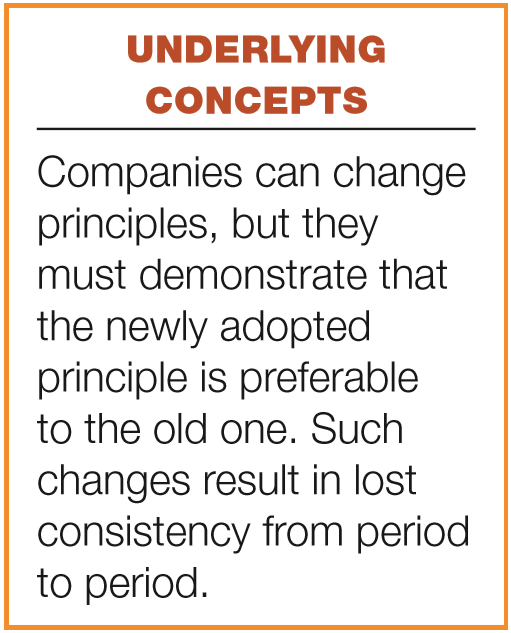 UNDERLYING
CONCEPTS
Companies can change
principles, but they
must demonstrate that
the newly adopted
principle is preferable
to the old one. Such
changes result in lost
consistency from period
to period.